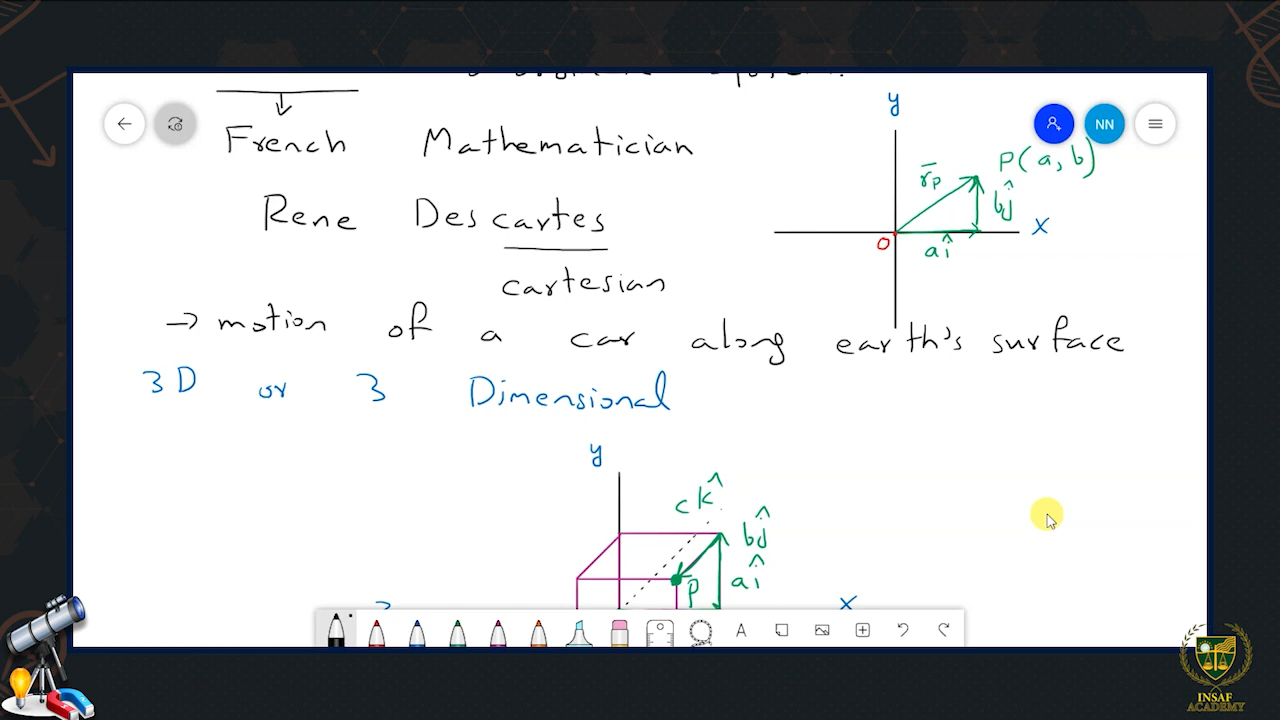 y
NN
French Mathematician
P(a, b)
r̄p
bĵ
Rene Descartes
x
O
aî
cartesian
→ motion of a car along earth's surface
3D or 3 Dimensional
y
ck̂
bĵ
aî
P
x
A
INSAF
ACADEMY